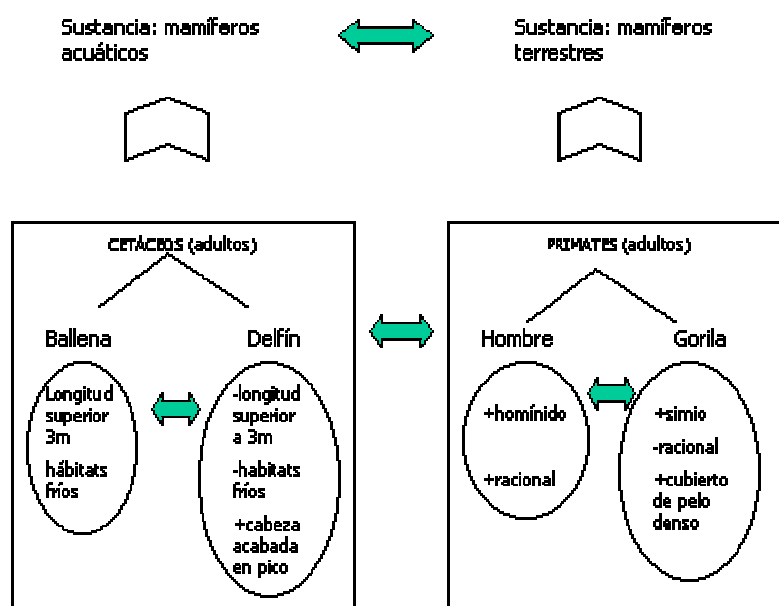 Sustancia: mamíferos
acuáticos
Sustancia: mamíferos
terrestres
CETÁCEOS (adultos)
Ballena
Delfín
Longitud
superior
3m
hábitats
fríos
-longitud
superior
a 3m
-habitats
fríos
+cabeza
acabada
en pico
PRIMATES (adultos)
Hombre
Gorila
+homínido
+racional
+simio
-racional
+cubierto
de pelo
denso